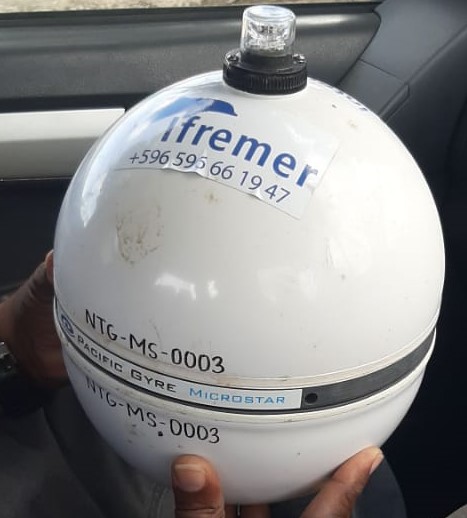 Ifremer
+596 595 66 19 47
NTG-MS-0003
PACIFIC GYRE MICROSTAR
NTG-MS-0003